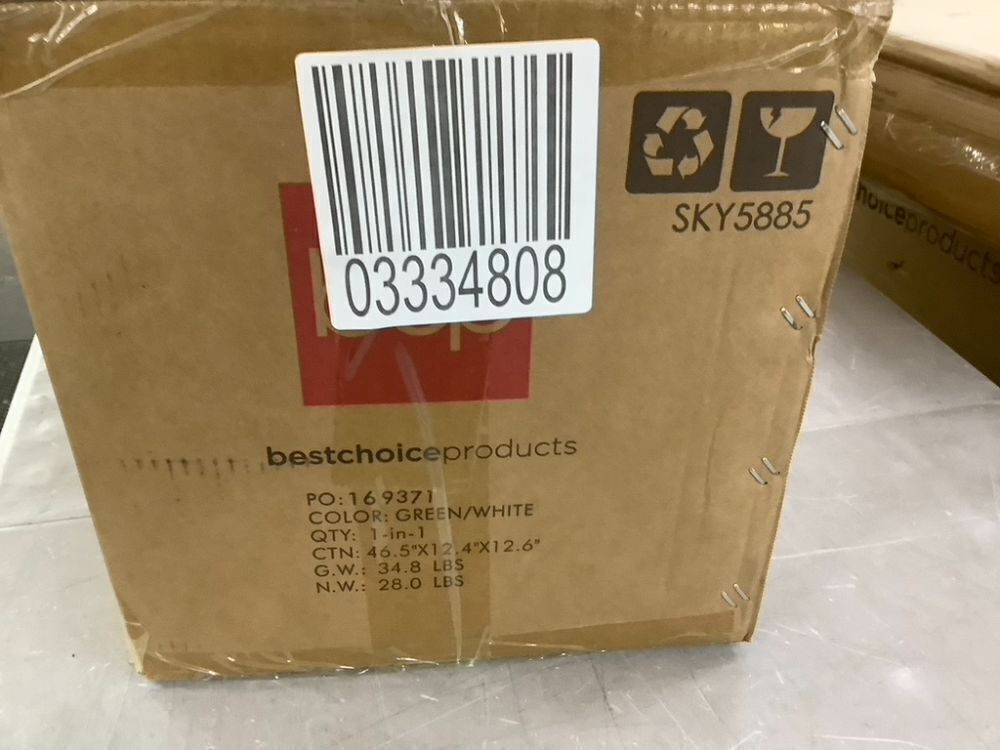 03334808
SKY5885
bestchoiceproducts
PO: 169371
COLOR: GREEN/WHITE
QTY: 1-in-1
CTN: 46.5"X12.4"X12.6"
G.W.: 34.8 LBS
N.W.: 28.0 LBS
hoiceproducts